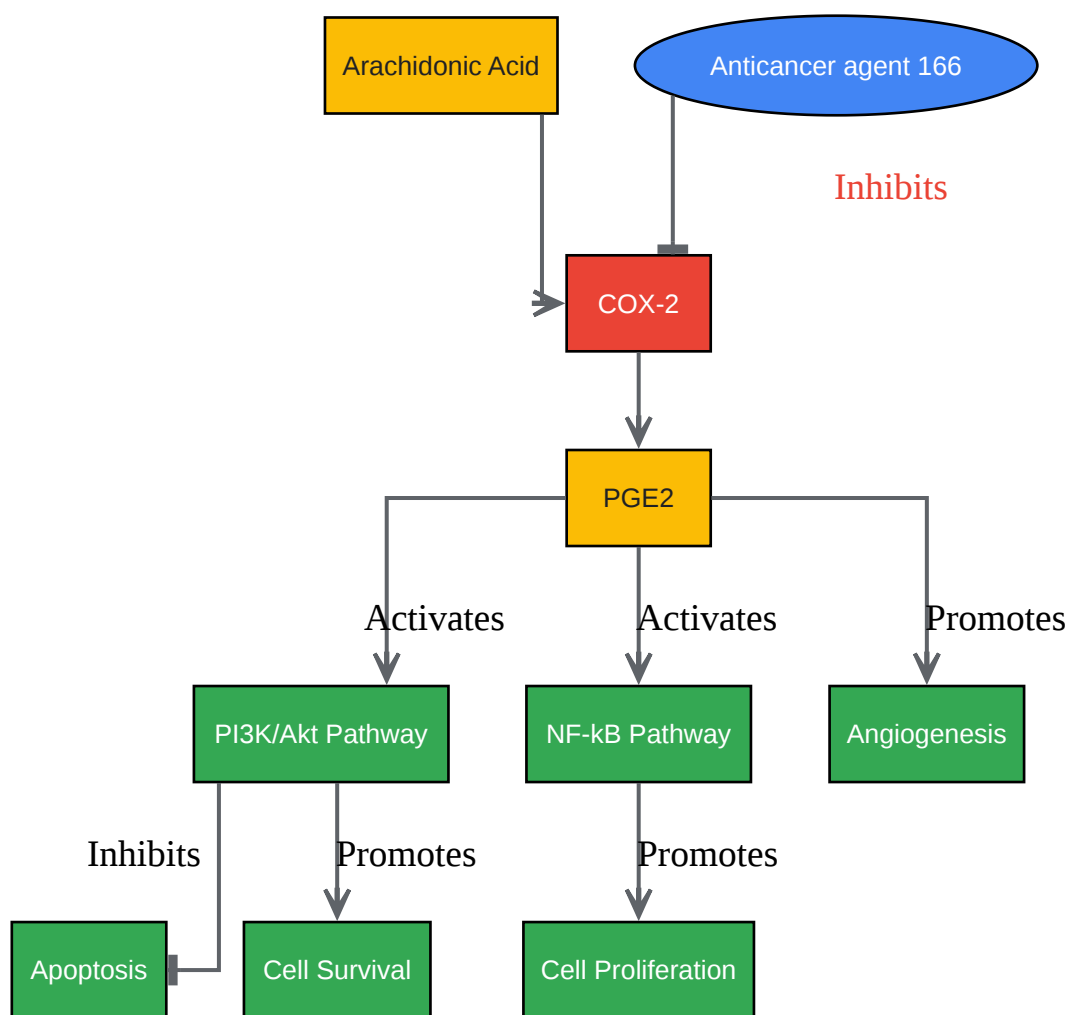 Arachidonic Acid
Anticancer agent 166
Inhibits
COX-2
PGE2
Activates
Activates
Promotes
PI3K/Akt Pathway
NF-kB Pathway
Angiogenesis
Inhibits
Promotes
Promotes
Apoptosis
Cell Survival
Cell Proliferation